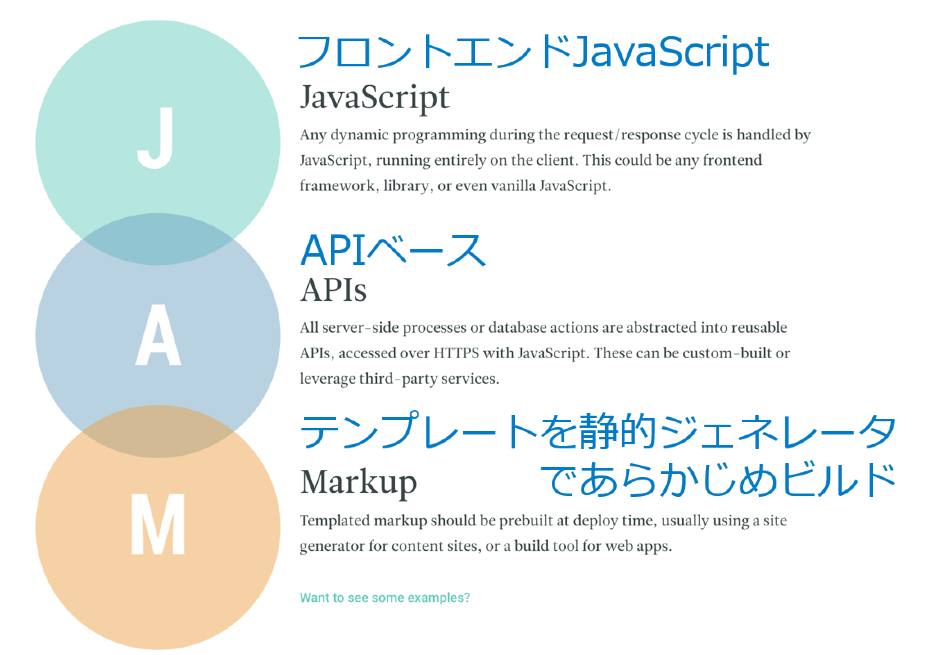 J
フロントエンドJavaScript
JavaScript
Any dynamic programming during the request/response cycle is handled by
JavaScript, running entirely on the client. This could be any frontend
framework, library, or even vanilla JavaScript.
A
APIベース
APIs
All server-side processes or database actions are abstracted into reusable
APIs, accessed over HTTPS with JavaScript. These can be custom-built or
leverage third-party services.
M
テンプレートを静的ジェネレータ
であらかじめビルド
Markup
Templated markup should be prebuilt at deploy time, usually using a site
generator for content sites, or a build tool for web apps.
Want to see some examples?